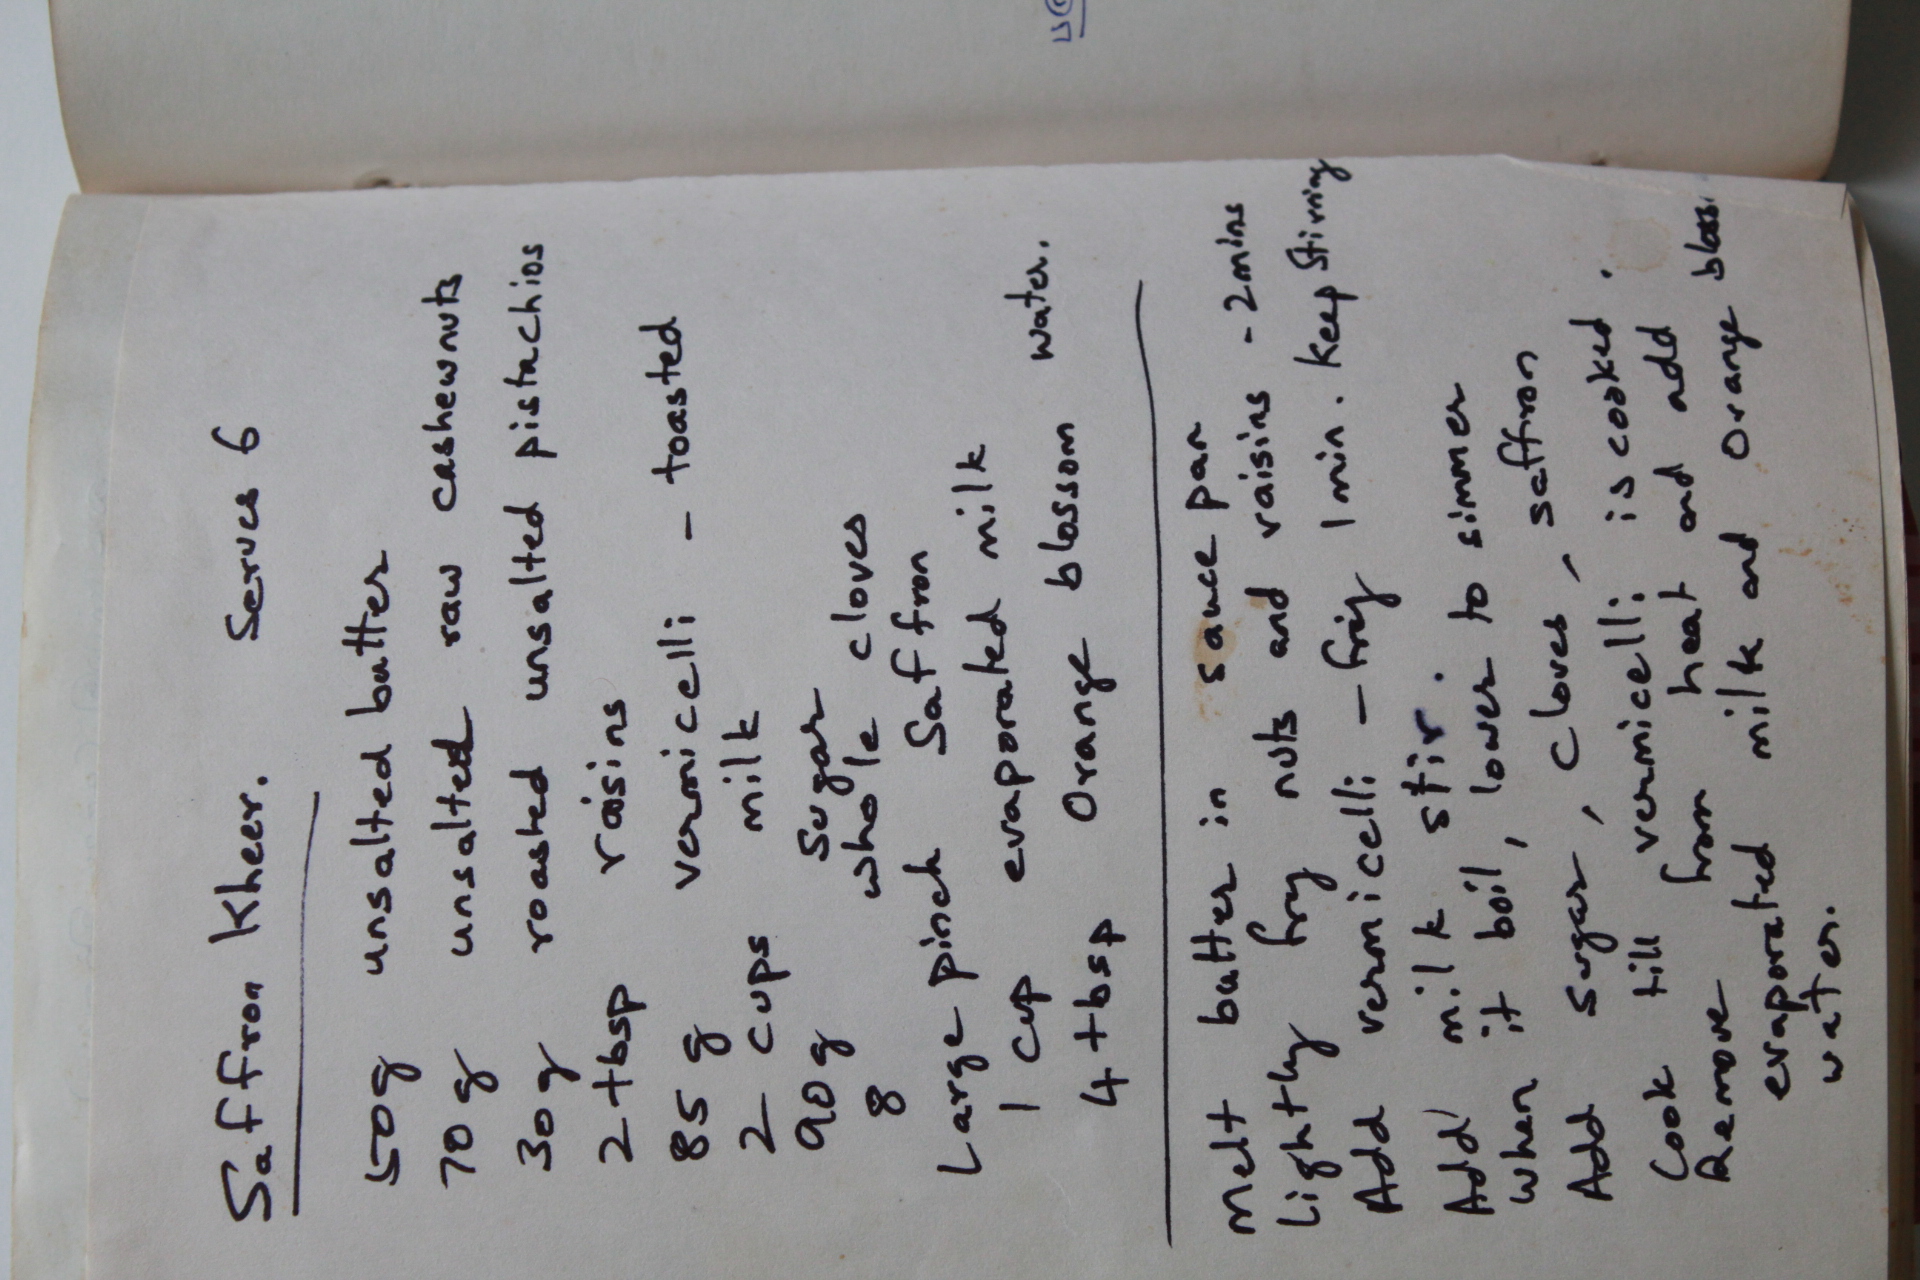 Saffron Kheer. Serves 6
50g unsalted butter
70g unsalted raw cashewnuts
30g roasted unsalted pistachios
2 tbsp raisins
85g vermicelli - toasted
2 cups milk
90g sugar
8 whole cloves
Large pinch Saffron
1 cup evaporated milk
4 tbsp Orange blossom water.
Melt butter in sauce pan
Lightly fry nuts and raisins - 2 mins
Add vermicelli - fry 1 min. Keep Stirring
Add milk stir.
When it boil, lower to simmer
Add sugar, cloves, saffron
Cook till vermicelli is cooked.
Remove from heat and add
evaporated milk and orange
water.